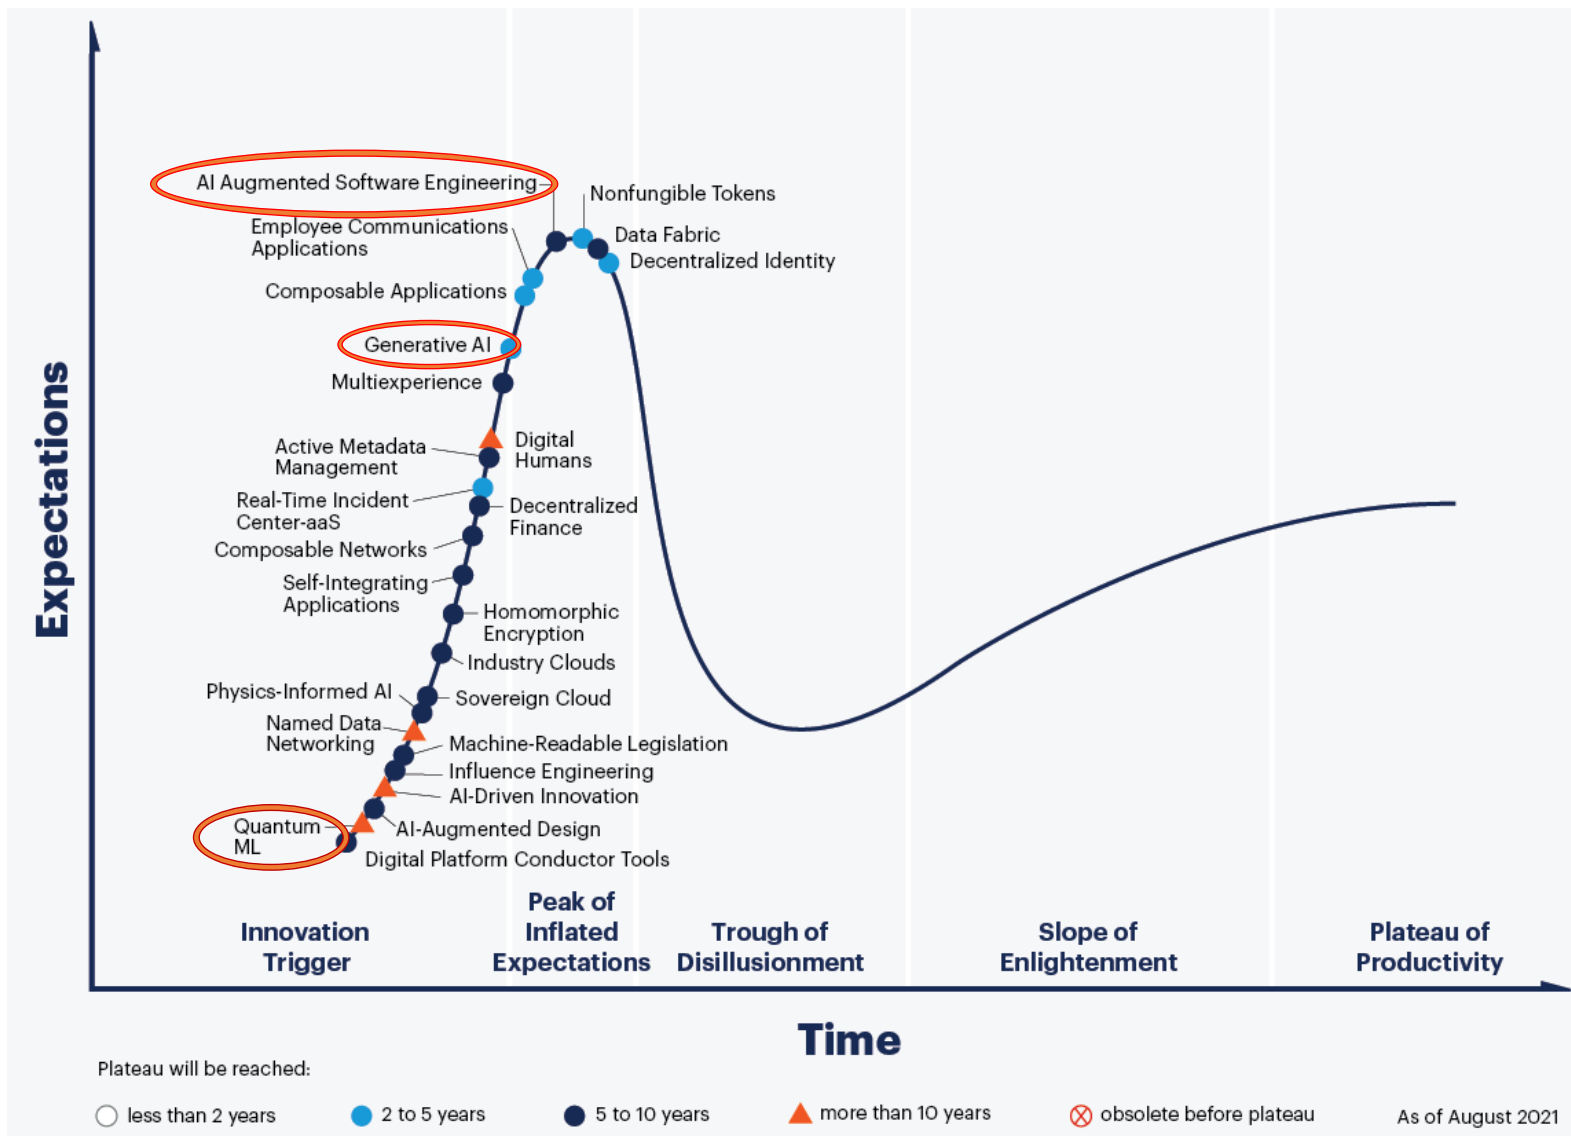 AI Augmented Software Engineering
Nonfungible Tokens
Employee Communications
Applications
Data Fabric
Decentralized Identity
Composable Applications
Generative AI
Multiexperience
Active Metadata
Management
Digital
Humans
Real-Time Incident
Center-aaS
Decentralized
Finance
Composable Networks
Self-Integrating
Applications
Homomorphic
Encryption
Industry Clouds
Physics-Informed AI
Sovereign Cloud
Named Data
Networking
Machine-Readable Legislation
Influence Engineering
AI-Driven Innovation
Quantum
ML
AI-Augmented Design
Digital Platform Conductor Tools
Expectations
Innovation
Trigger
Peak of
Inflated
Expectations
Trough of
Disillusionment
Slope of
Enlightenment
Plateau of
Productivity
Time
Plateau will be reached:
less than 2 years
2 to 5 years
5 to 10 years
more than 10 years
obsolete before plateau
As of August 2021